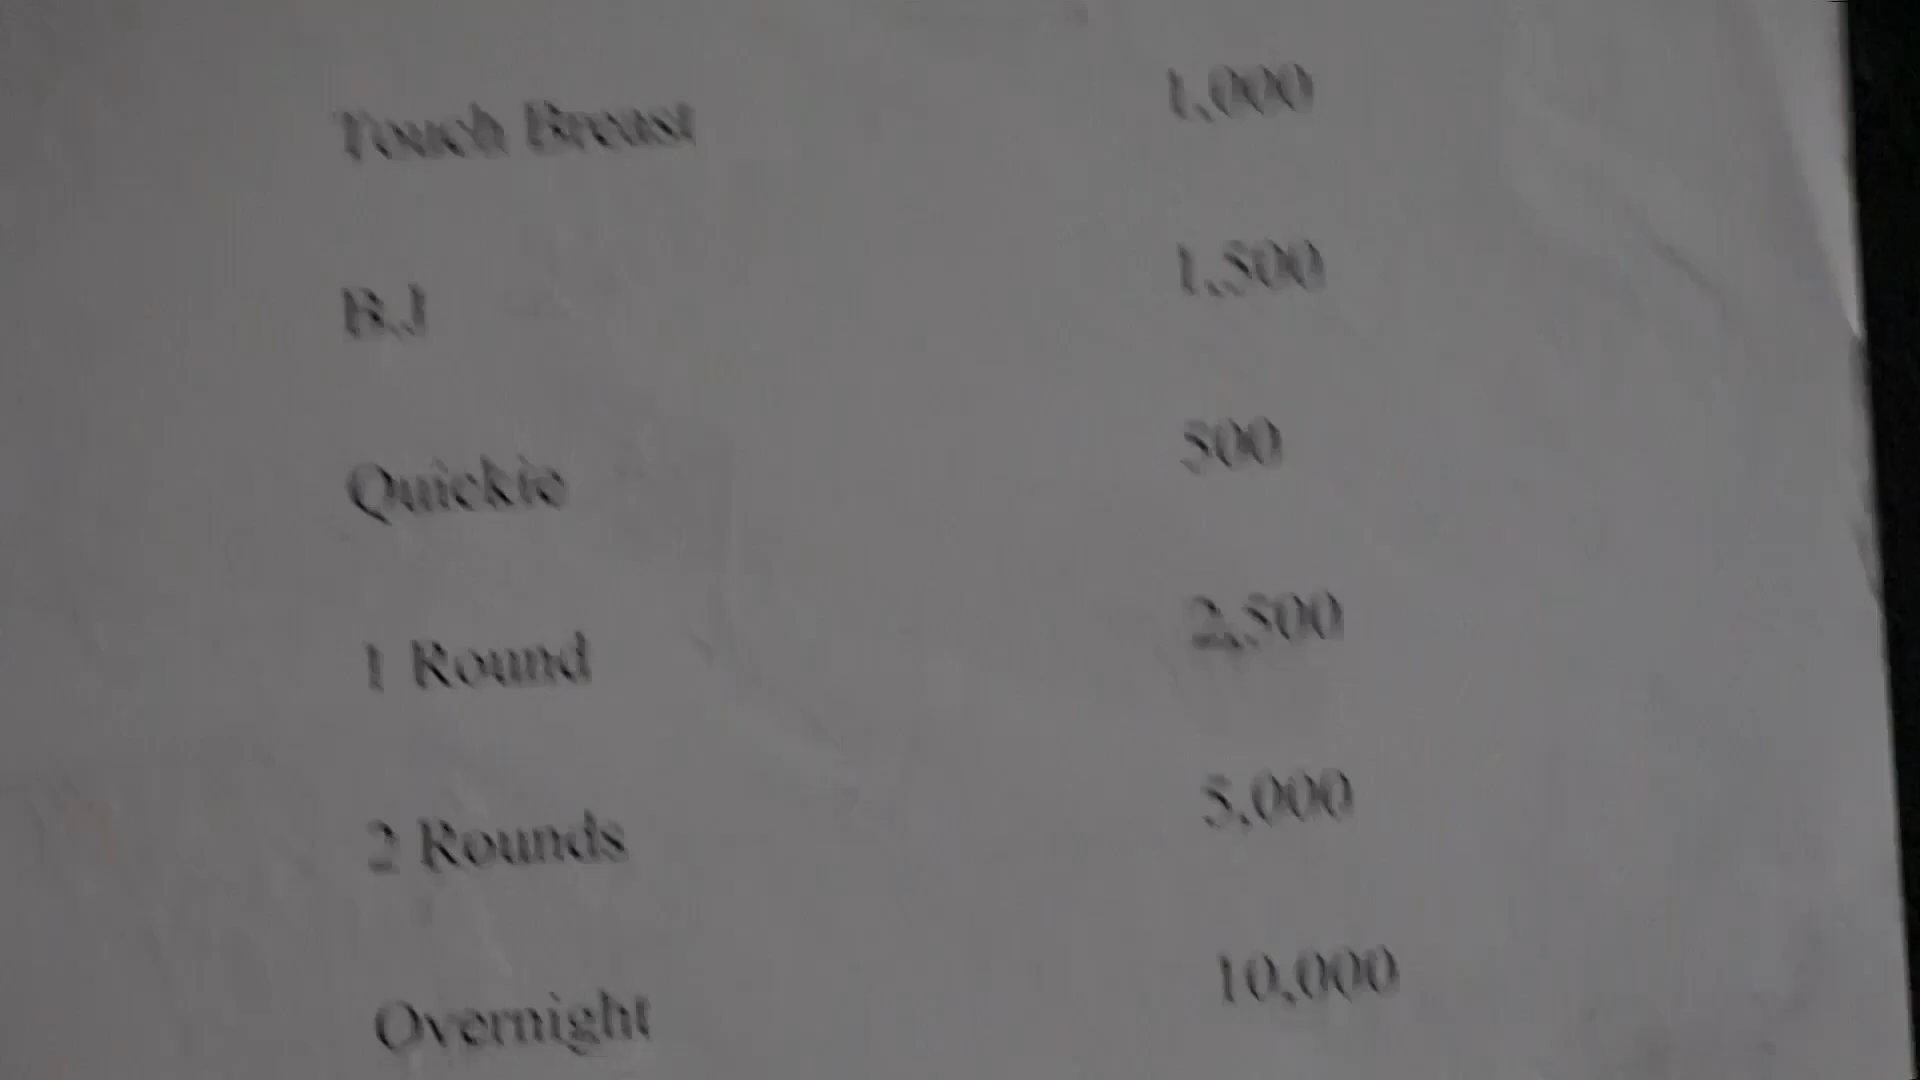 Touch Breast 1,000
BJ 1,500
Quickie 500
1 Round 2,500
2 Rounds 5,000
Overnight 10,000